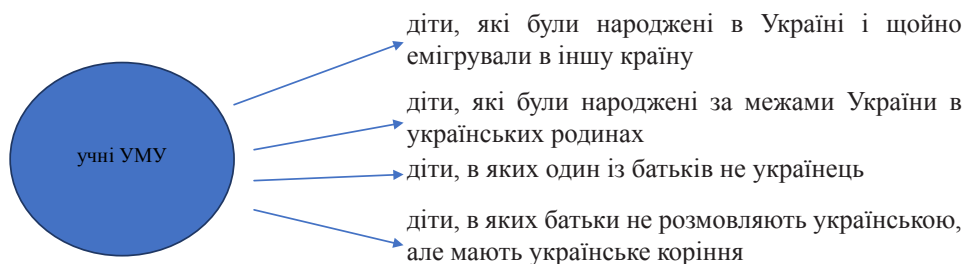 діти, які були народжені в Україні і щойно
емігрували в іншу країну
діти, які були народжені за межами України в
українських родинах
учні УМУ
діти, в яких один із батьків не українець
діти, в яких батьки не розмовляють українською,
але мають українське коріння